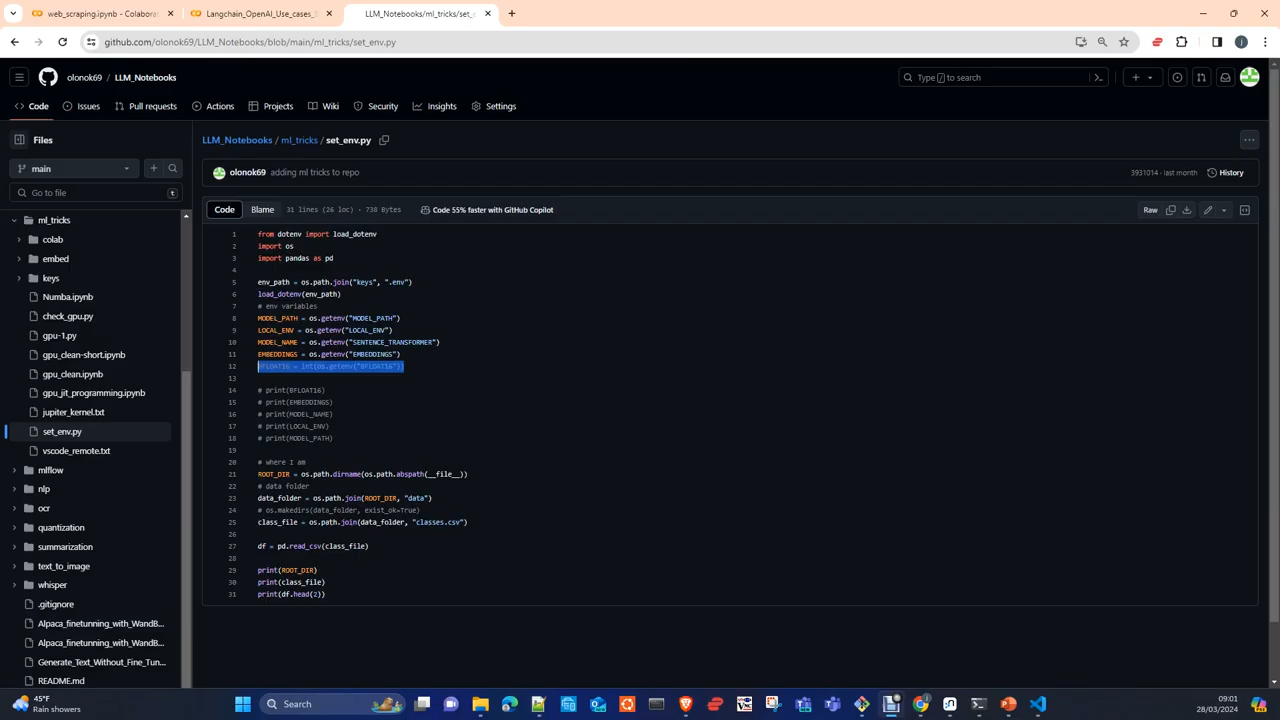 web_scraping.ipynb - Colabora
Langchain_OpenAI_Use_cases_S
LLM_Notebooks/ml_tricks/set_e
github.com/olonok69/LLM_Notebooks/blob/main/ml_tricks/set_env.py
olonok69 / LLM_Notebooks
Type / to search
Code
Issues
Pull requests
Actions
Projects
Wiki
Security
Insights
Settings
Files
LLM_Notebooks / ml_tricks / set_env.py
main
olonok69 adding ml tricks to repo
3931014 · last month
History
Go to file
t
Code
Blame
31 lines (26 loc) · 738 Bytes
Code 55% faster with GitHub Copilot
Raw
ml_tricks
colab
embed
keys
Numba.ipynb
check_gpu.py
gpu-1.py
gpu_clean-short.ipynb
gpu_clean.ipynb
gpu_jit_programming.ipynb
jupiter_kernel.txt
set_env.py
vscode_remote.txt
mlflow
nlp
ocr
quantization
summarization
text_to_image
whisper
.gitignore
Alpaca_finetunning_with_WandB...
Alpaca_finetunning_with_WandB...
Generate_Text_Without_Fine_Tun...
README.md
1 from dotenv import load_dotenv
2 import os
3 import pandas as pd
4
5 env_path = os.path.join("keys", ".env")
6 load_dotenv(env_path)
7 # env variables
8 MODEL_PATH = os.getenv("MODEL_PATH")
9 LOCAL_ENV = os.getenv("LOCAL_ENV")
10 MODEL_NAME = os.getenv("SENTENCE_TRANSFORMER")
11 EMBEDDINGS = os.getenv("EMBEDDINGS")
12 BFLOAT16 = int(os.getenv("BFLOAT16"))
13
14 # print(BFLOAT16)
15 # print(EMBEDDINGS)
16 # print(MODEL_NAME)
17 # print(LOCAL_ENV)
18 # print(MODEL_PATH)
19
20 # where I am
21 ROOT_DIR = os.path.dirname(os.path.abspath(__file__))
22 # data folder
23 data_folder = os.path.join(ROOT_DIR, "data")
24 # os.makedirs(data_folder, exist_ok=True)
25 class_file = os.path.join(data_folder, "classes.csv")
26
27 df = pd.read_csv(class_file)
28
29 print(ROOT_DIR)
30 print(class_file)
31 print(df.head(2))
45°F
Rain showers
Search
09:01
28/03/2024